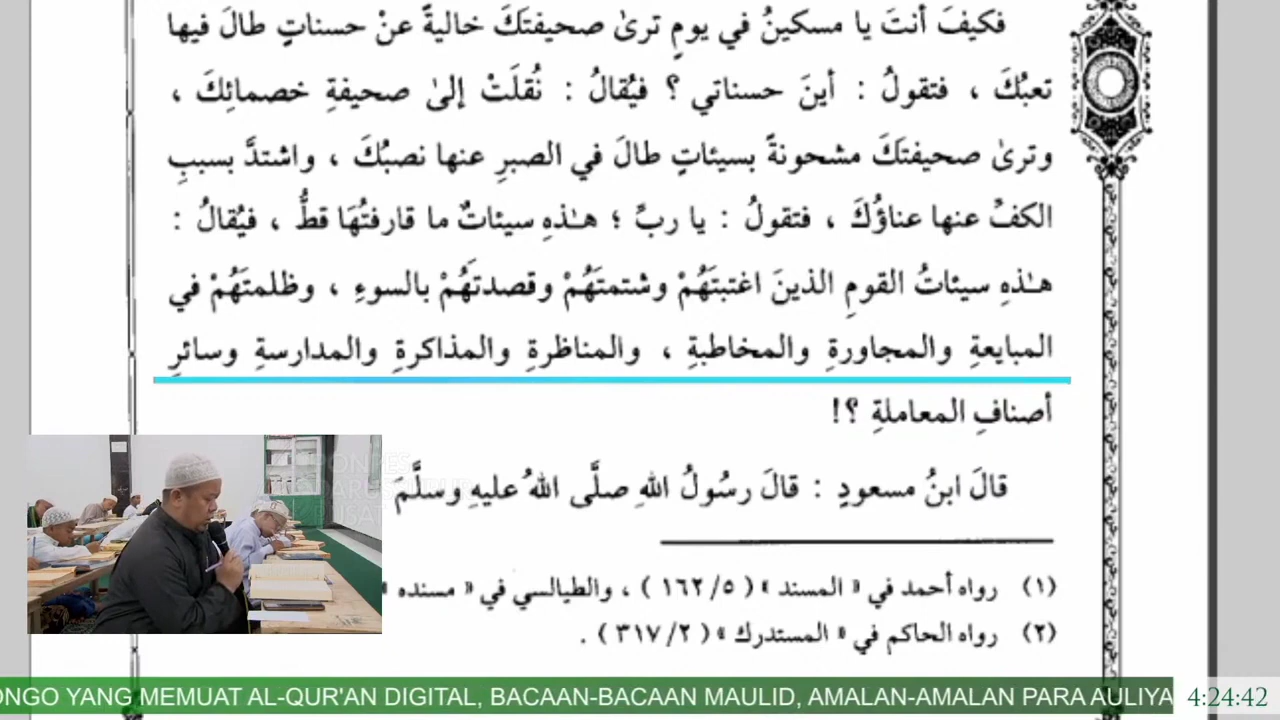 فكيفَ أنتَ يا مسكينُ في يومٍ ترىٰ صحيفتَكَ خاليةً عنْ حسناتٍ طالَ فيها
تعبُكَ ، فتقولُ : أينَ حسناتي ؟ فيُقالُ : نُقلَتْ إلىٰ صحيفةِ خصمائِكَ ،
وترىٰ صحيفتَكَ مشحونةً بسيئاتٍ طالَ في الصبرِ عنها نصبُكَ ، واشتدَّ بسببِ
الكفِّ عنها عناؤُكَ ، فتقولُ : يا ربِّ ؛ هـٰذهِ سيئاتٌ ما قارفتُهَا قطُّ ، فيُقالُ :
هـٰذهِ سيئاتُ القومِ الذينَ اغتبتَهُمْ وشتمتَهُمْ وقصدتَهُمْ بالسوءِ ، وظلمتَهُمْ في
المبايعةِ والمجاورةِ والمخاطبةِ ، والمناظرةِ والمذاكرةِ والمدارسةِ وسائرِ
أصنافِ المعاملةِ ؟!
قالَ ابنُ مسعودٍ : قالَ رسُولُ اللهِ صلَّى اللهُ عليهِ وسلَّمَ
(١) رواه أحمد في « المسند » ( ١٦٢/٥ ) ، والطيالسي في « مسنده »
(٢) رواه الحاكم في « المستدرك » ( ٣١٧/٢ ) .
ONGO YANG MEMUAT AL-QUR'AN DIGITAL, BACAAN-BACAAN MAULID, AMALAN-AMALAN PARA AULIYA
4:24:42